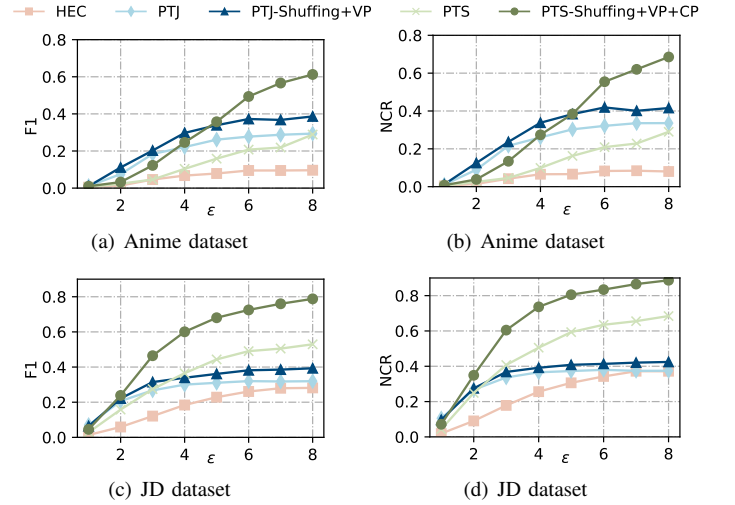 HEC PTJ PTJ-Shuffing+VP PTS PTS-Shuffing+VP+CP
0.8 0.6 0.4 0.2 0.0
F1
2 4 6 8
ε
(a) Anime dataset
0.8 0.6 0.4 0.2 0.0
NCR
2 4 6 8
ε
(b) Anime dataset
0.8 0.6 0.4 0.2 0.0
F1
2 4 6 8
ε
(c) JD dataset
0.8 0.6 0.4 0.2 0.0
NCR
2 4 6 8
ε
(d) JD dataset